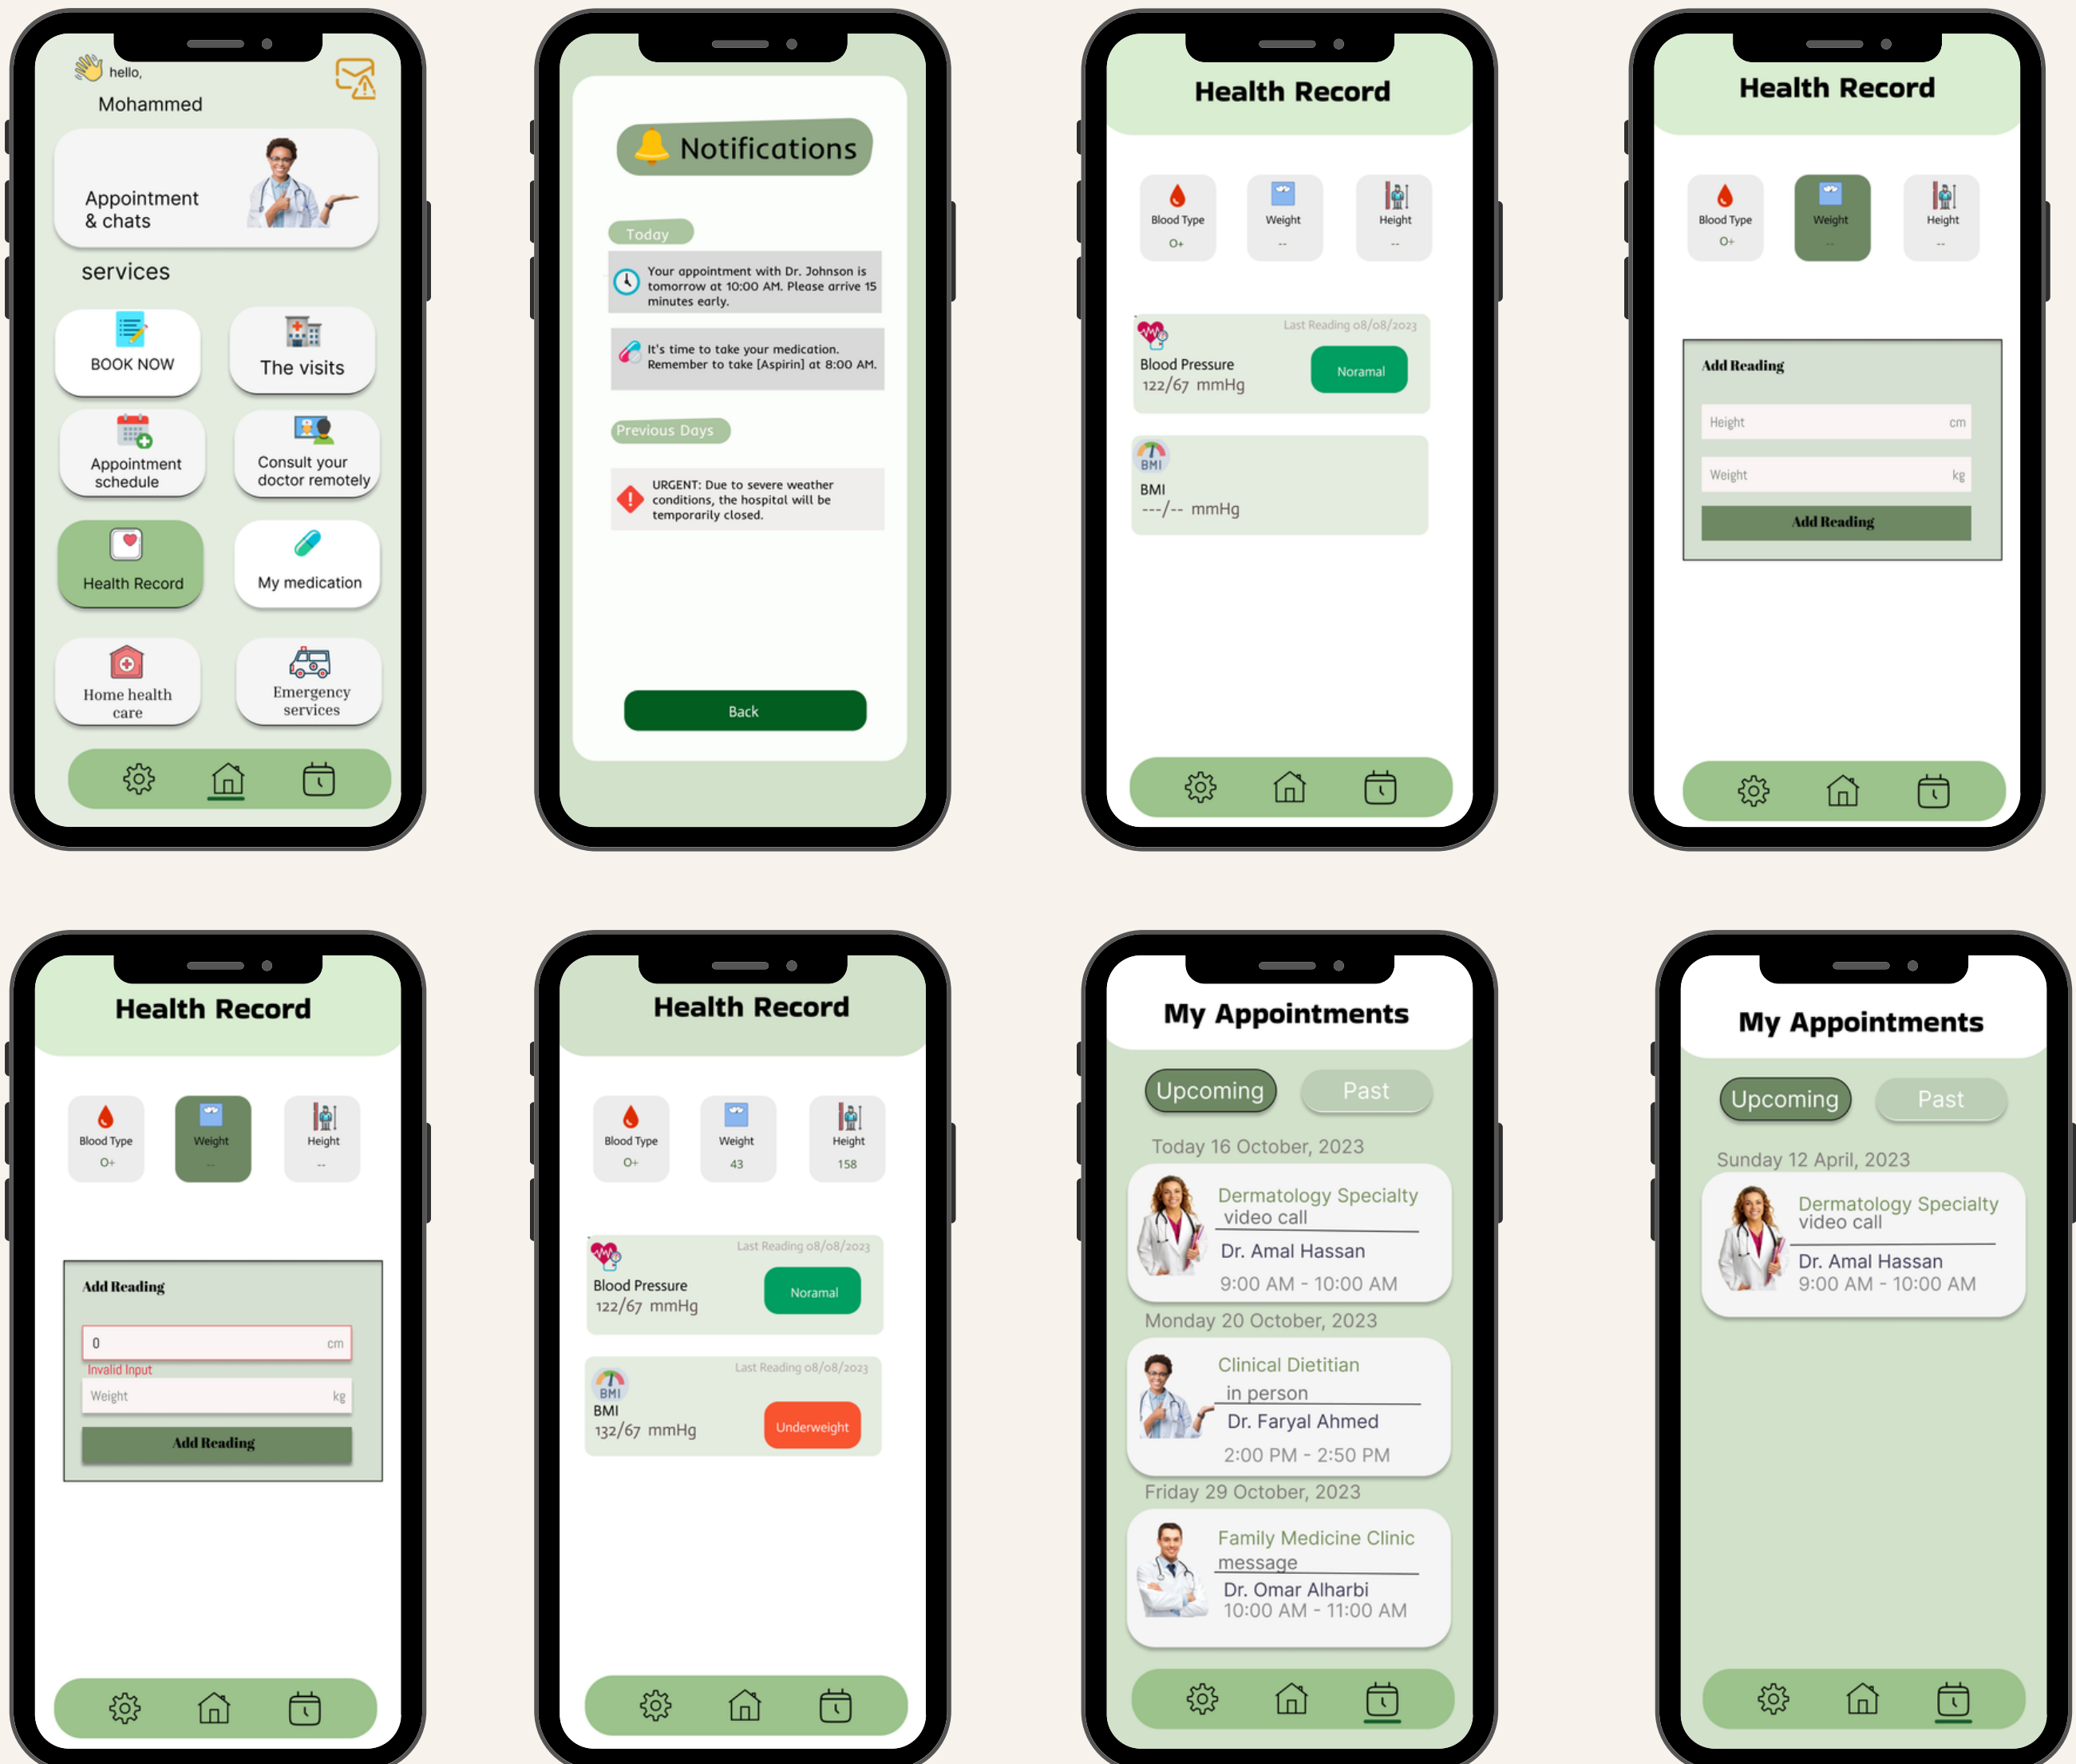 hello,
Mohammed
Appointment
& chats
services
BOOK NOW
The visits
Appointment
schedule
Consult your
doctor remotely
Health Record
My medication
Home health
care
Emergency
services
Notifications
Today
Your appointment with Dr. Johnson is
tomorrow at 10:00 AM. Please arrive 15
minutes early.
It's time to take your medication.
Remember to take [Aspirin] at 8:00 AM.
Previous Days
URGENT: Due to severe weather
conditions, the hospital will be
temporarily closed.
Back
Health Record
Blood Type
O+
Weight
--
Height
--
Last Reading 08/08/2023
Blood Pressure
122/67 mmHg
Noramal
BMI
BMI
---/-- mmHg
Health Record
Blood Type
O+
Weight
--
Height
--
Add Reading
Height cm
Weight kg
Add Reading
Health Record
Blood Type
O+
Weight
--
Height
--
Add Reading
0 cm
Invalid Input
Weight kg
Add Reading
Health Record
Blood Type
O+
Weight
43
Height
158
Last Reading 08/08/2023
Blood Pressure
122/67 mmHg
Noramal
Last Reading 08/08/2023
BMI
BMI
132/67 mmHg
Underweight
My Appointments
Upcoming
Past
Today 16 October, 2023
Dermatology Specialty
video call
Dr. Amal Hassan
9:00 AM - 10:00 AM
Monday 20 October, 2023
Clinical Dietitian
in person
Dr. Faryal Ahmed
2:00 PM - 2:50 PM
Friday 29 October, 2023
Family Medicine Clinic
message
Dr. Omar Alharbi
10:00 AM - 11:00 AM
My Appointments
Upcoming
Past
Sunday 12 April, 2023
Dermatology Specialty
video call
Dr. Amal Hassan
9:00 AM - 10:00 AM